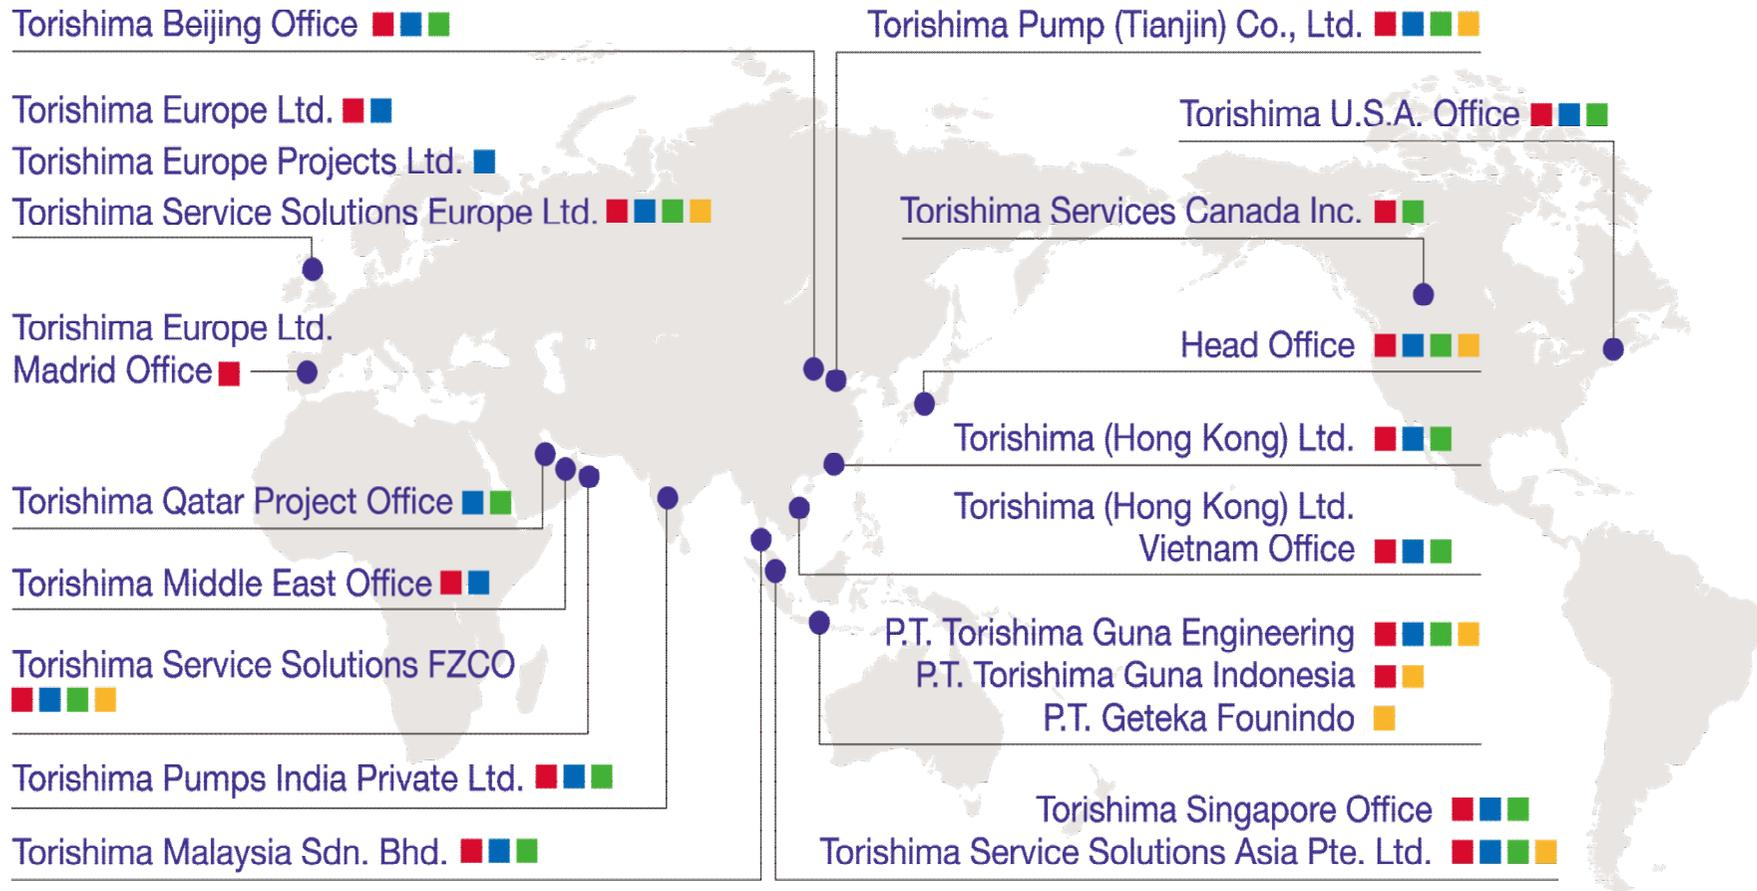 Torishima Beijing Office
Torishima Pump (Tianjin) Co., Ltd.
Torishima Europe Ltd.
Torishima U.S.A. Office
Torishima Europe Projects Ltd.
Torishima Service Solutions Europe Ltd.
Torishima Services Canada Inc.
Torishima Europe Ltd.
Madrid Office
Head Office
Torishima (Hong Kong) Ltd.
Torishima Qatar Project Office
Torishima (Hong Kong) Ltd.
Vietnam Office
Torishima Middle East Office
P.T. Torishima Guna Engineering
P.T. Torishima Guna Indonesia
P.T. Geteka Founindo
Torishima Service Solutions FZCO
Torishima Pumps India Private Ltd.
Torishima Singapore Office
Torishima Malaysia Sdn. Bhd.
Torishima Service Solutions Asia Pte. Ltd.